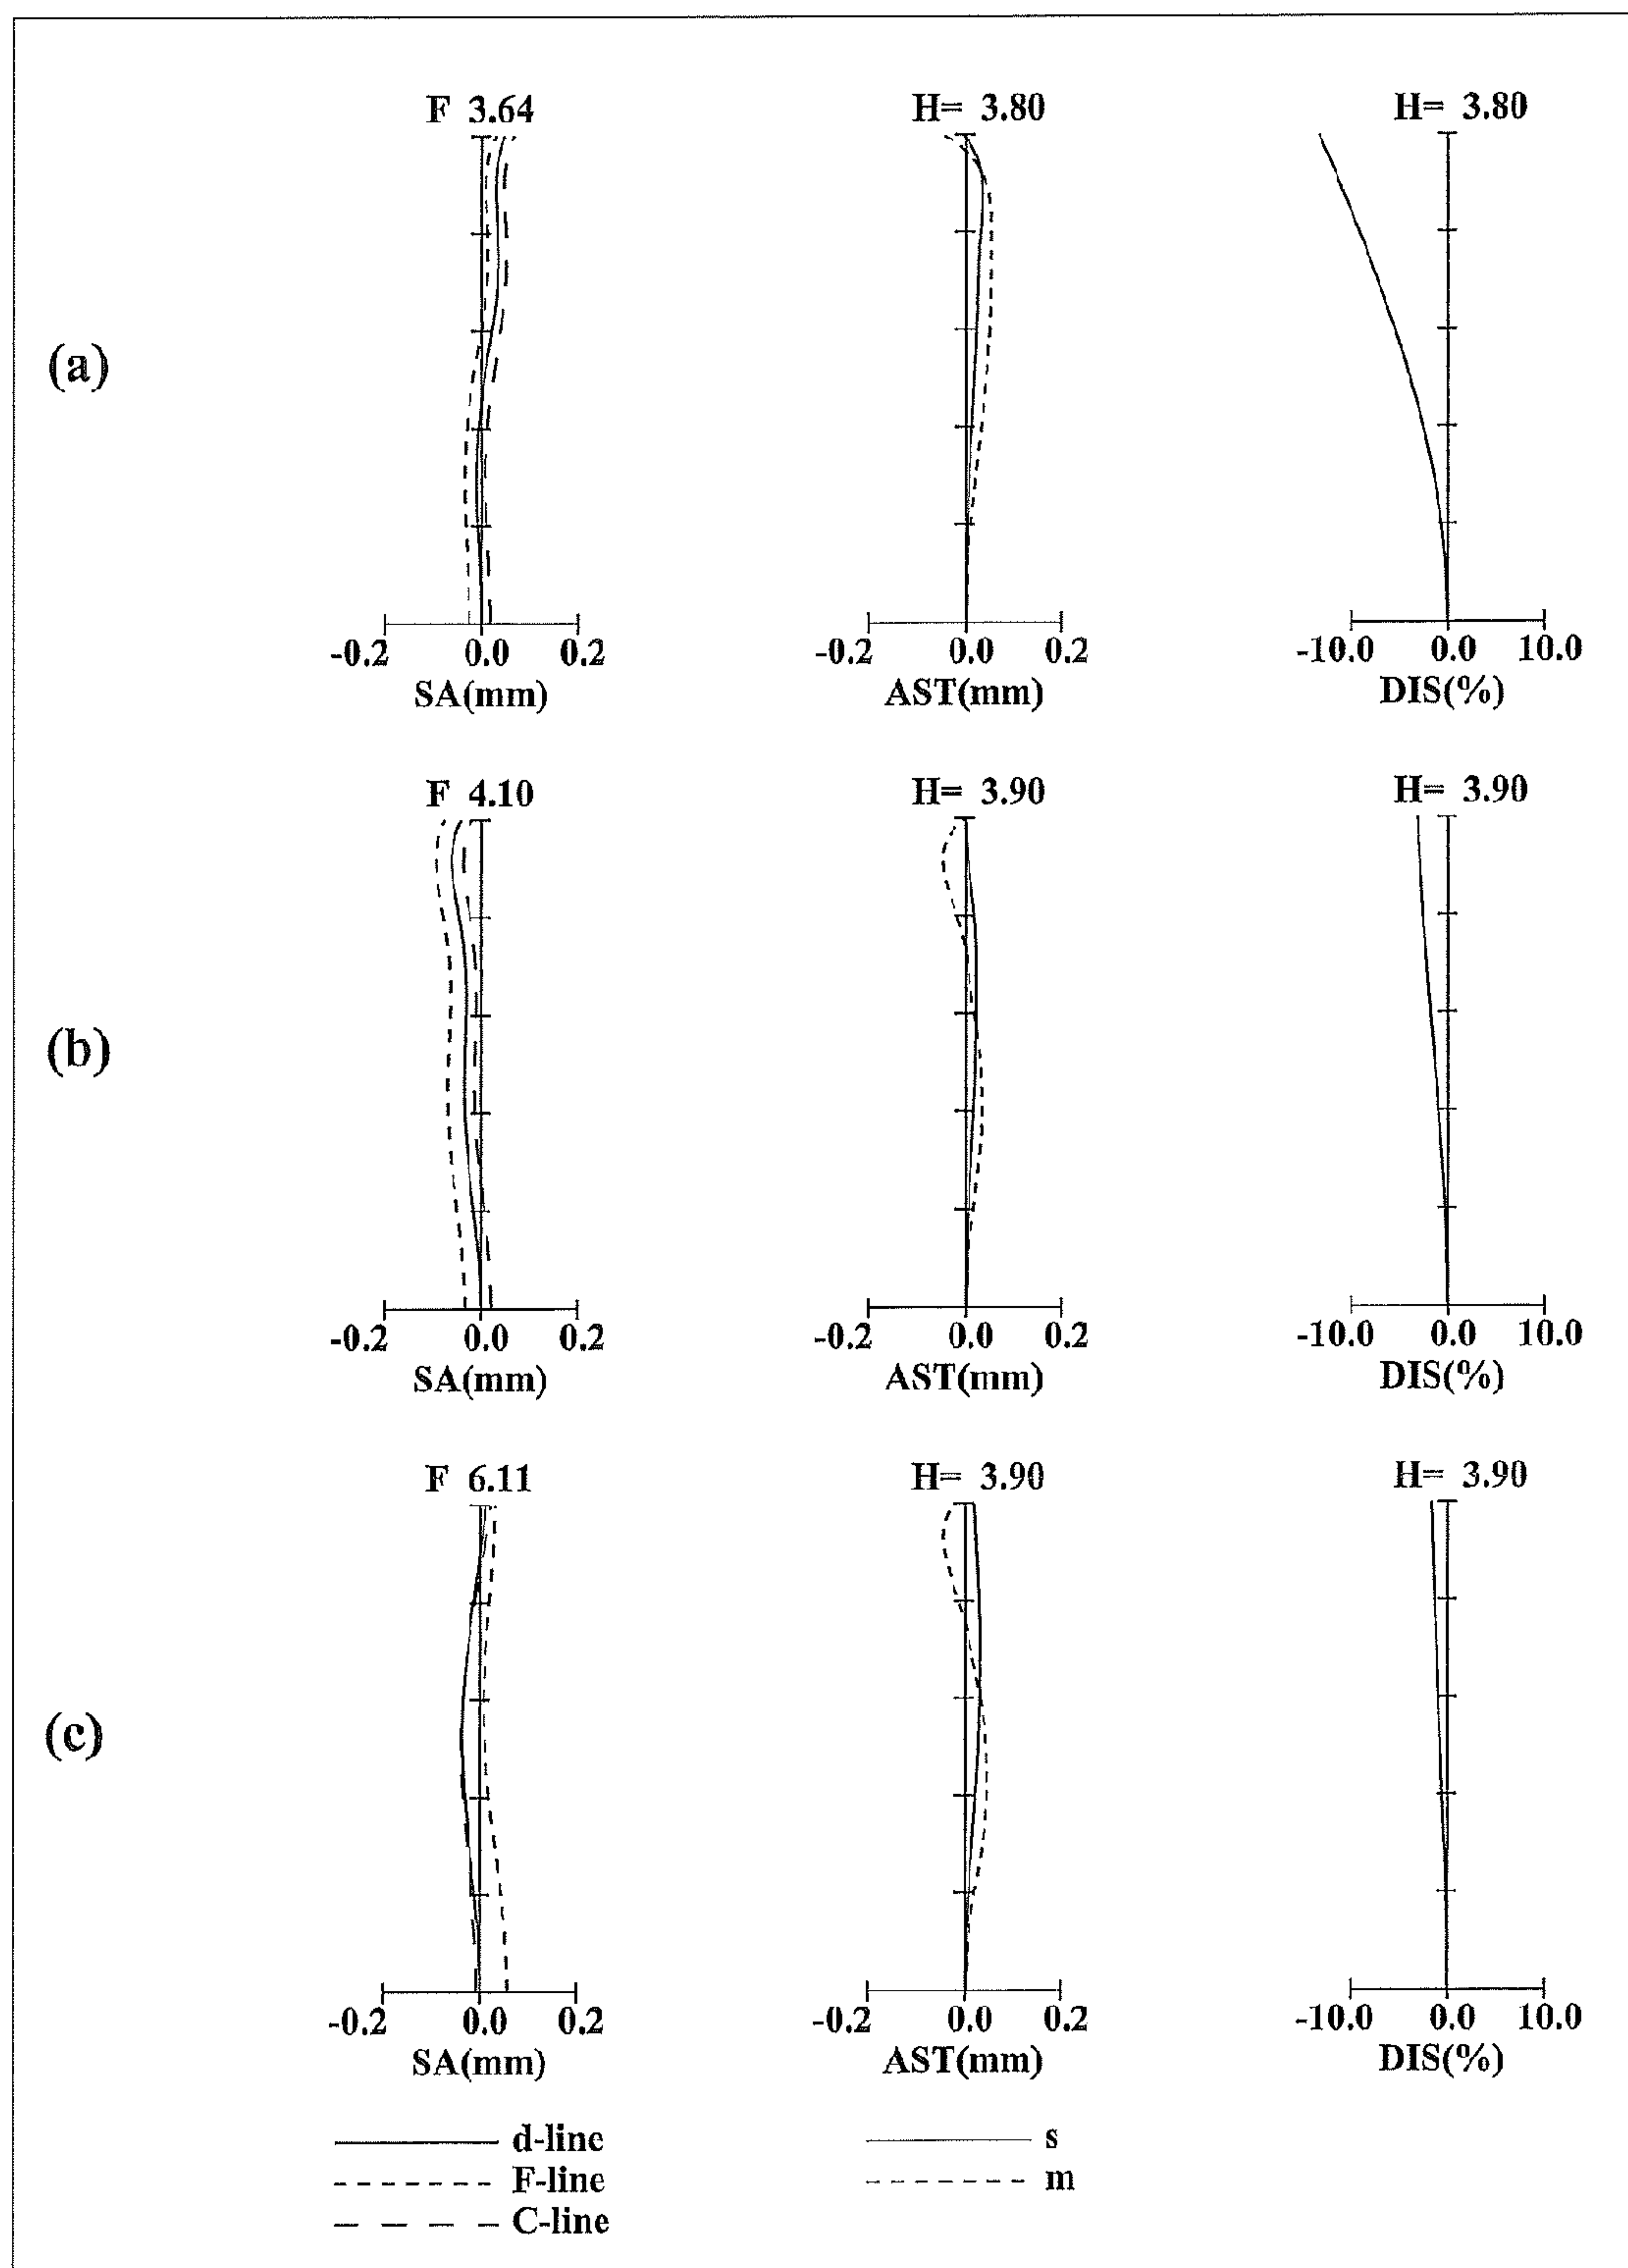 F 3.64 H= 3.80 H= 3.80
(a)
-0.2 0.0 0.2 -0.2 0.0 0.2 -10.0 0.0 10.0
SA(mm) AST(mm) DIS(%)
F 4.10 H= 3.90 H= 3.90
(b)
-0.2 0.0 0.2 -0.2 0.0 0.2 -10.0 0.0 10.0
SA(mm) AST(mm) DIS(%)
F 6.11 H= 3.90 H= 3.90
(c)
-0.2 0.0 0.2 -0.2 0.0 0.2 -10.0 0.0 10.0
SA(mm) AST(mm) DIS(%)
d-line s
F-line m
C-line